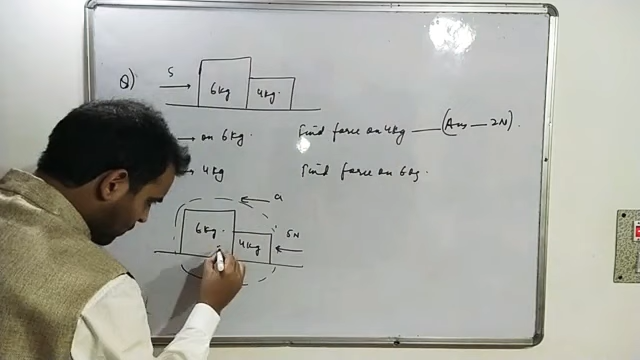 Q) 5
6kg 4kg
→ on 6kg. Find force on 4kg — (Ans — 2N).
→ 4kg Find force on 6kg.
← a
6kg. 4kg 5N